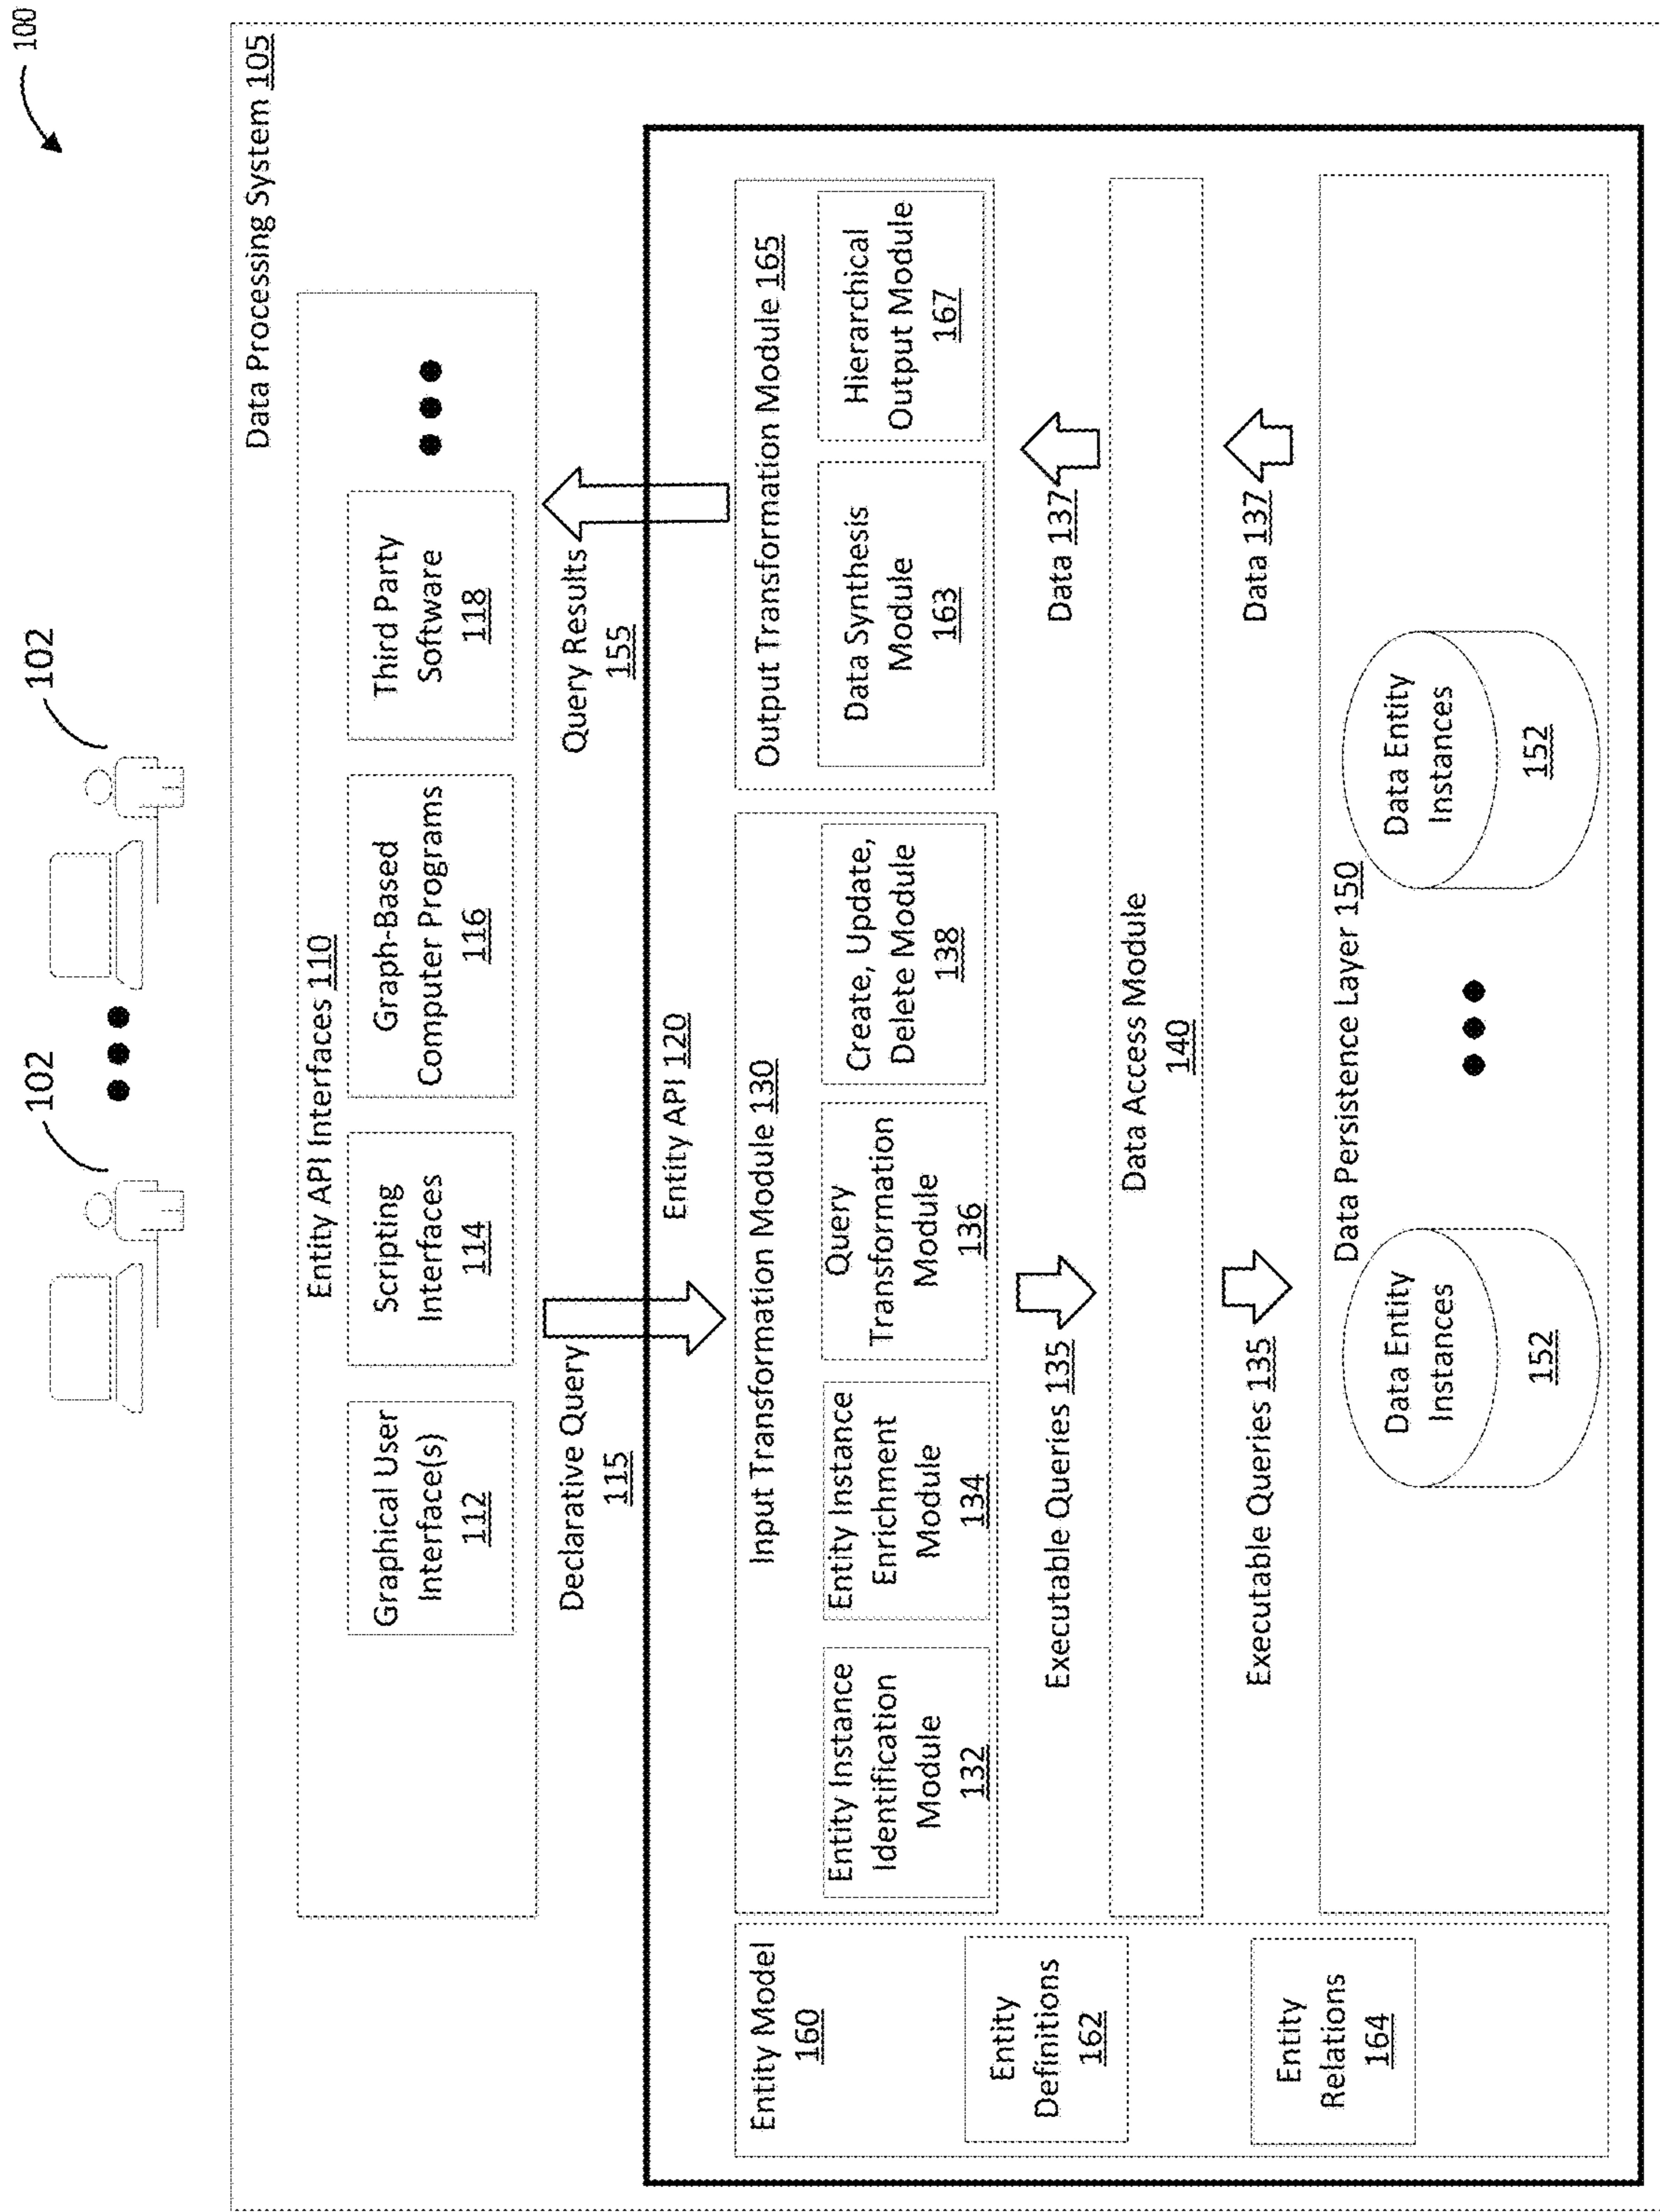 100
102
102
Data Processing System 105
Entity API Interfaces 110
Graphical User
Interface(s)
112
Scripting
Interfaces
114
Graph-Based
Computer Programs
116
Third Party
Software
118
Declarative Query
115
Query Results
155
Entity API 120
Entity Model
160
Entity
Definitions
162
Entity
Relations
164
Input Transformation Module 130
Entity Instance
Identification
Module
132
Entity Instance
Enrichment
Module
134
Query
Transformation
Module
136
Create, Update,
Delete Module
138
Output Transformation Module 165
Data Synthesis
Module
163
Hierarchical
Output Module
167
Executable Queries 135
Data 137
Data Access Module
140
Executable Queries 135
Data 137
Data Persistence Layer 150
Data Entity
Instances
152
Data Entity
Instances
152